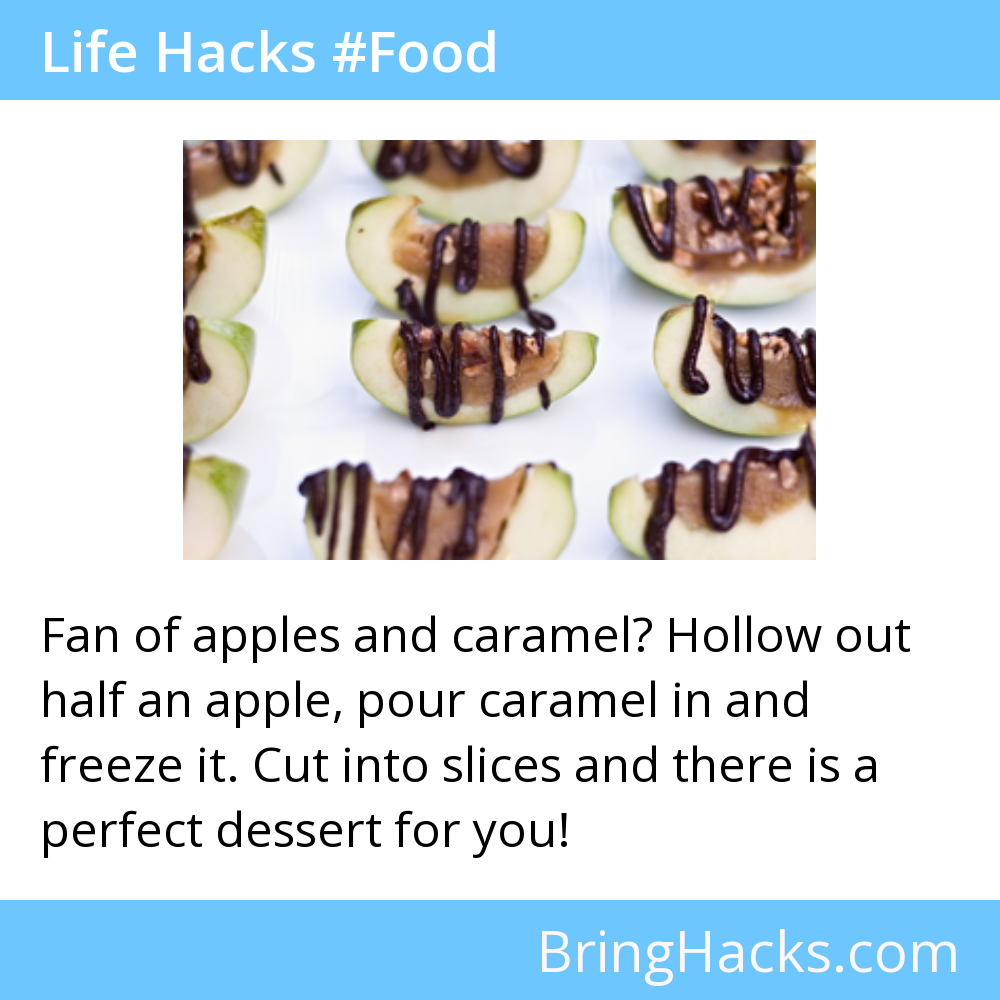 Life Hacks #Food
Fan of apples and caramel? Hollow out
half an apple, pour caramel in and
freeze it. Cut into slices and there is a
perfect dessert for you!
BringHacks.com